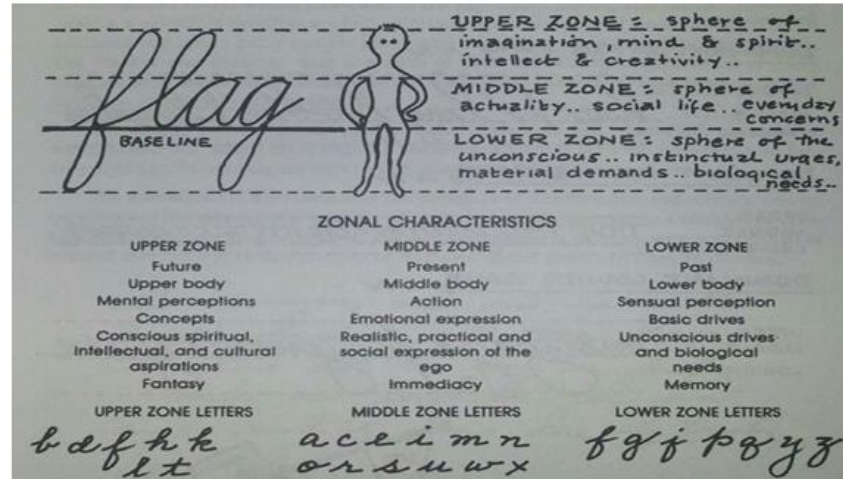 UPPER ZONE : sphere of
imagination, mind & spirit..
intellect & creativity..
flag
MIDDLE ZONE : sphere of
actuality.. social life .. everyday
concerns
BASELINE
LOWER ZONE : sphere of the
unconscious .. instinctual urges,
material demands .. biological
needs..
ZONAL CHARACTERISTICS
UPPER ZONE
Future
Upper body
Mental perceptions
Concepts
Conscious spiritual,
intellectual, and cultural
aspirations
Fantasy
UPPER ZONE LETTERS
b d f h k
l t
MIDDLE ZONE
Present
Middle body
Action
Emotional expression
Realistic, practical and
social expression of the
ego
Immediacy
MIDDLE ZONE LETTERS
a c e i m n
o r s u w x
LOWER ZONE
Past
Lower body
Sensual perception
Basic drives
Unconscious drives
and biological
needs
Memory
LOWER ZONE LETTERS
f g j p q y z